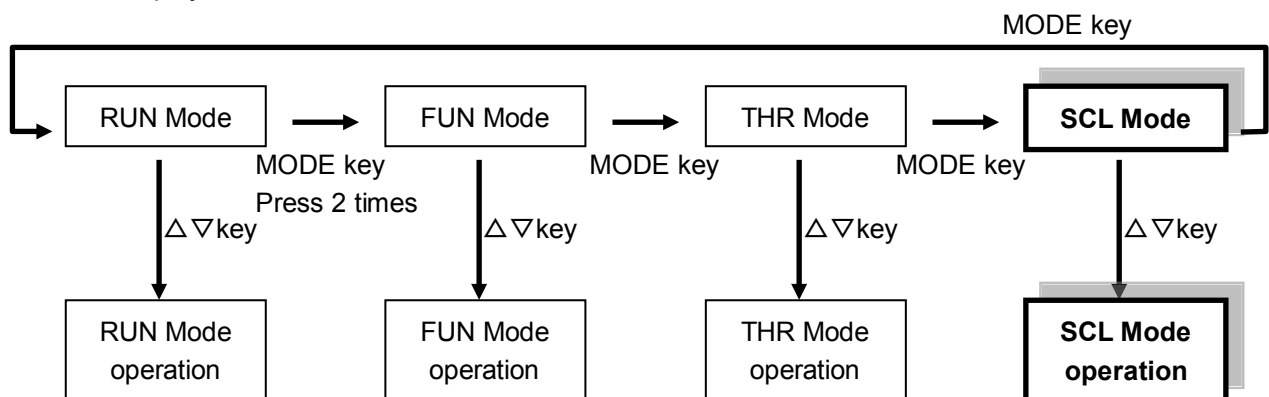 MODE key
RUN Mode
FUN Mode
THR Mode
SCL Mode
MODE key
Press 2 times
MODE key
MODE key
△▽key
△▽key
△▽key
△▽key
RUN Mode
operation
FUN Mode
operation
THR Mode
operation
SCL Mode
operation